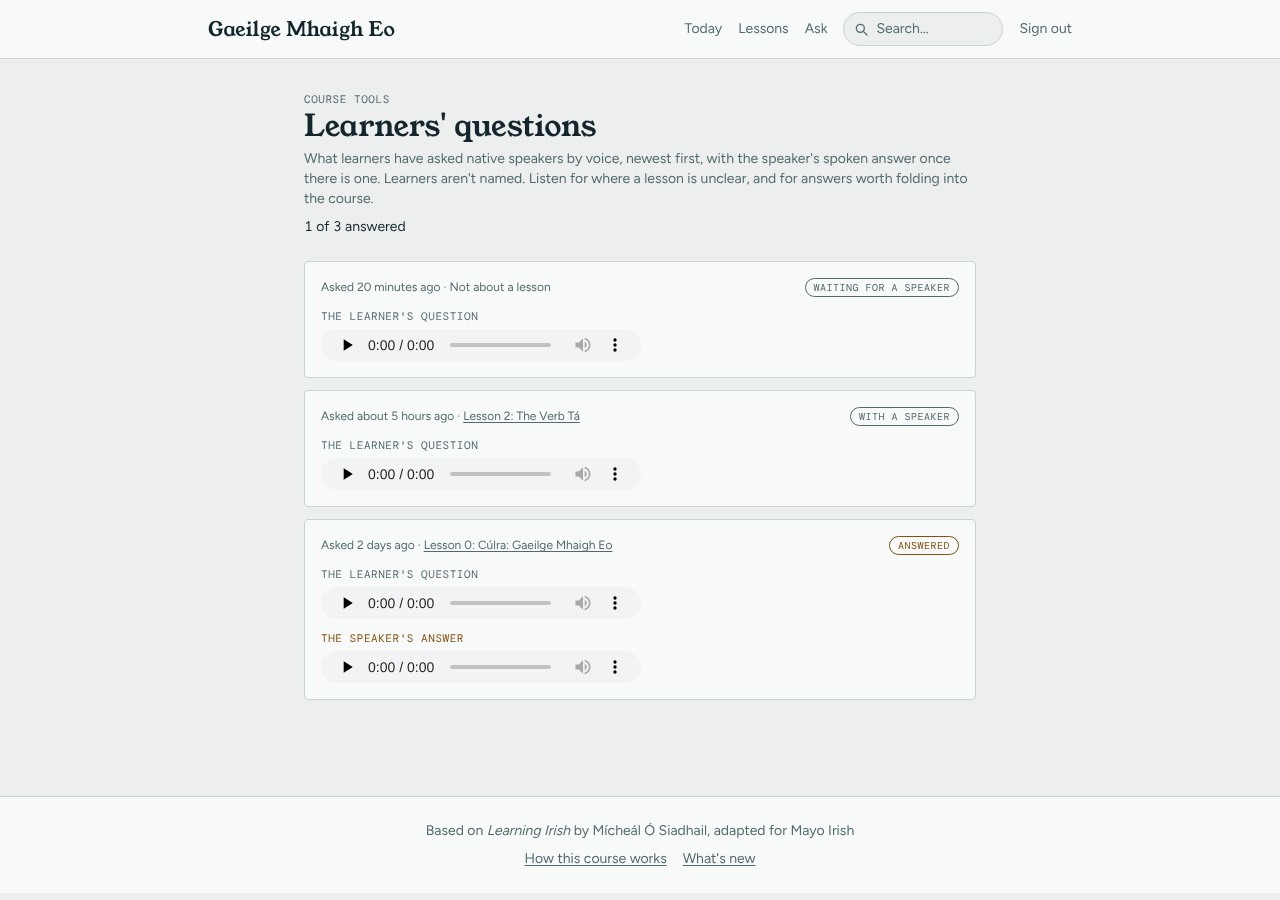 Gaeilge Mhaigh Eo
Today Lessons Ask Search... Sign out
COURSE TOOLS
Learners' questions
What learners have asked native speakers by voice, newest first, with the speaker's spoken answer once
there is one. Learners aren't named. Listen for where a lesson is unclear, and for answers worth folding into
the course.
1 of 3 answered
Asked 20 minutes ago · Not about a lesson
WAITING FOR A SPEAKER
THE LEARNER'S QUESTION
0:00 / 0:00
Asked about 5 hours ago · Lesson 2: The Verb Tá
WITH A SPEAKER
THE LEARNER'S QUESTION
0:00 / 0:00
Asked 2 days ago · Lesson 0: Cúlra: Gaeilge Mhaigh Eo
ANSWERED
THE LEARNER'S QUESTION
0:00 / 0:00
THE SPEAKER'S ANSWER
0:00 / 0:00
Based on Learning Irish by Mícheál Ó Siadhail, adapted for Mayo Irish
How this course works What's new